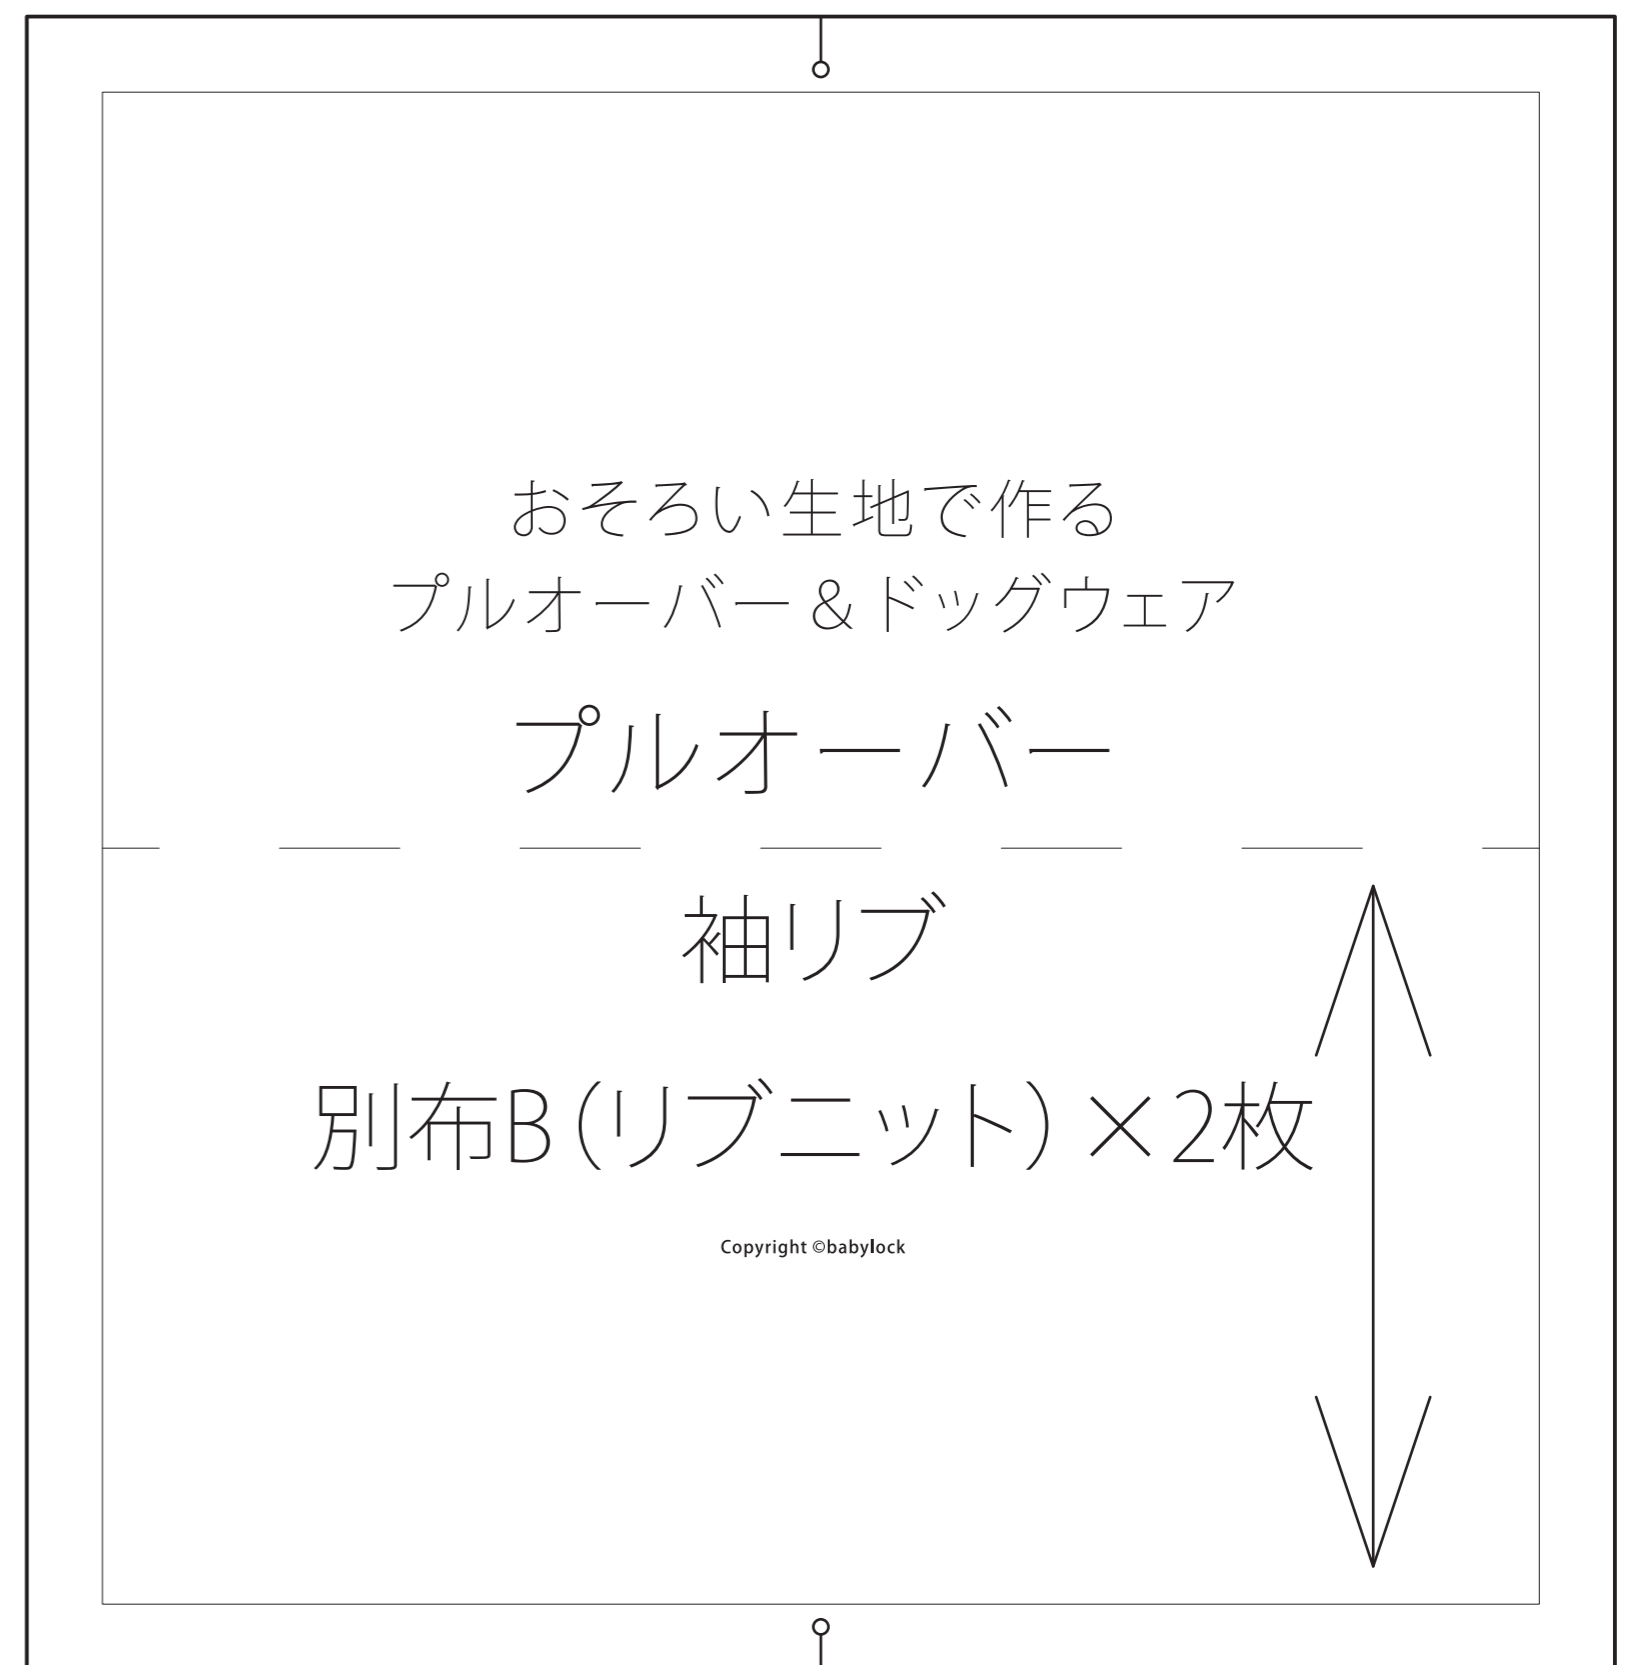 おそろい生地で作る
プルオーバー＆ドッグウェア
プルオーバー
袖リブ
別布B（リブニット）×2枚
Copyright ©babylock